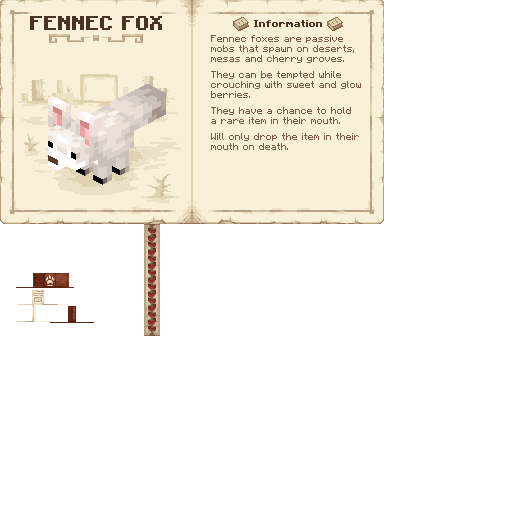 FENNEC FOX
Information
Fennec foxes are passive
mobs that spawn on deserts,
mesas and cherry groves.
They can be tempted while
crouching with sweet and glow
berries.
They have a chance to hold
a rare item in their mouth.
Will only drop the item in their
mouth on death.